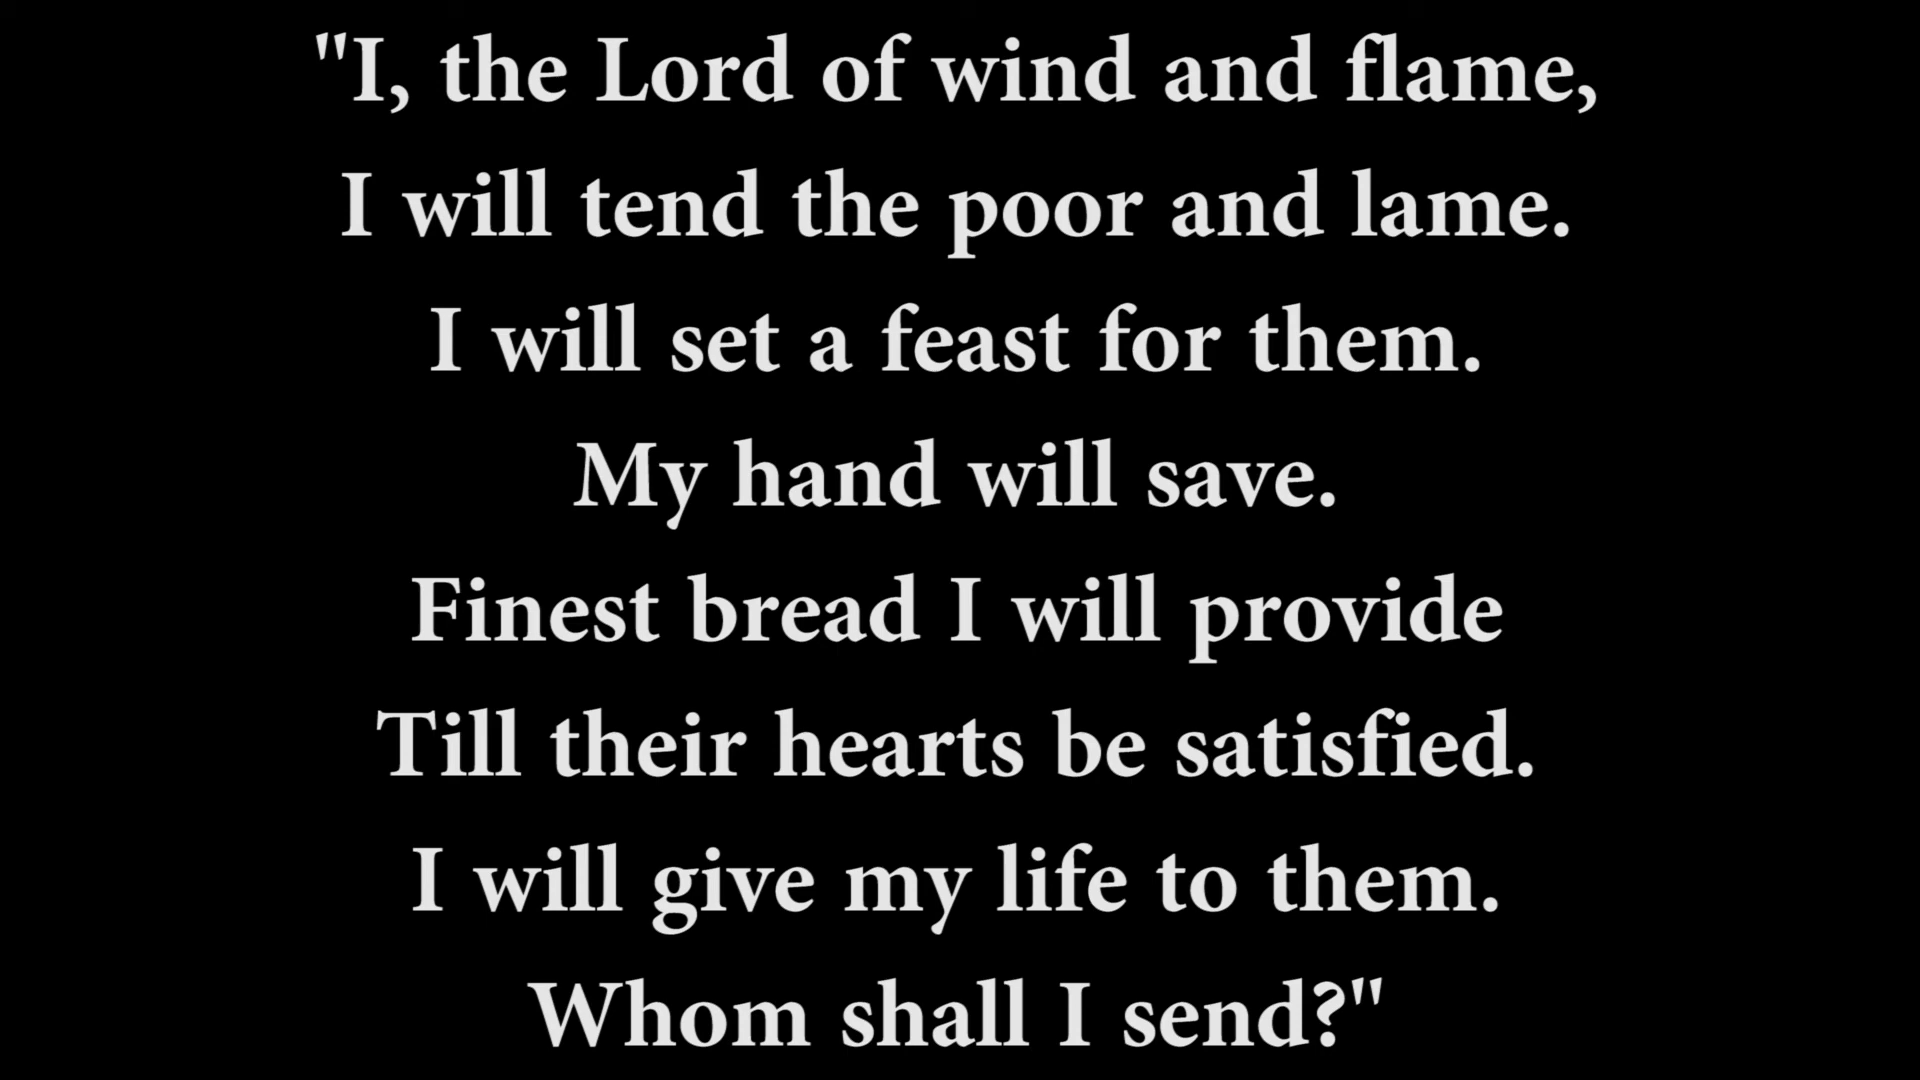 "I, the Lord of wind and flame,
I will tend the poor and lame.
I will set a feast for them.
My hand will save.
Finest bread I will provide
Till their hearts be satisfied.
I will give my life to them.
Whom shall I send?"